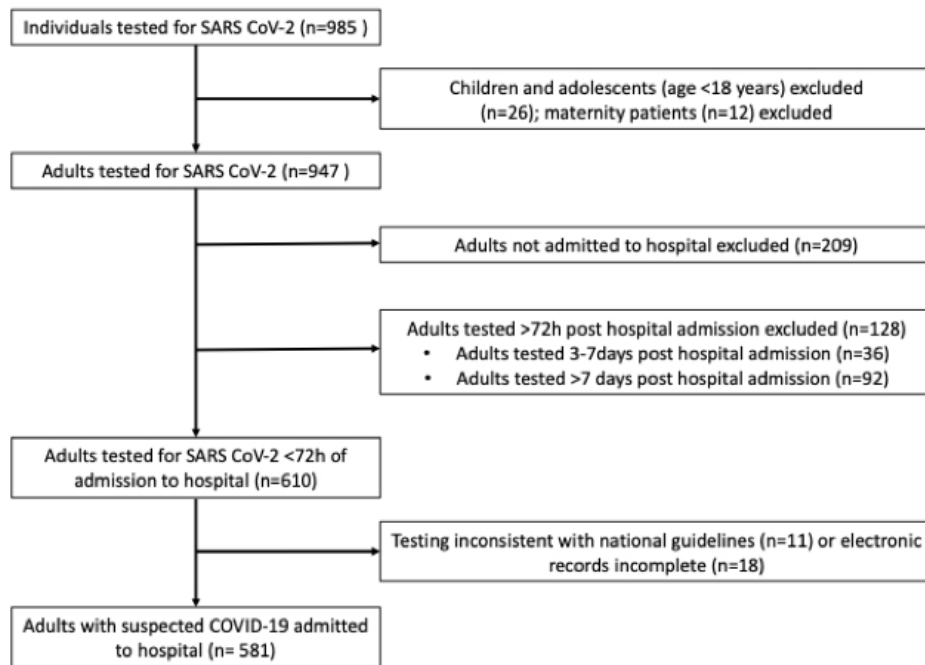 Individuals tested for SARS CoV-2 (n=985 )
Children and adolescents (age <18 years) excluded
(n=26); maternity patients (n=12) excluded
Adults tested for SARS CoV-2 (n=947 )
Adults not admitted to hospital excluded (n=209)
Adults tested >72h post hospital admission excluded (n=128)
• Adults tested 3-7days post hospital admission (n=36)
• Adults tested >7 days post hospital admission (n=92)
Adults tested for SARS CoV-2 <72h of
admission to hospital (n=610)
Testing inconsistent with national guidelines (n=11) or electronic
records incomplete (n=18)
Adults with suspected COVID-19 admitted
to hospital (n= 581)